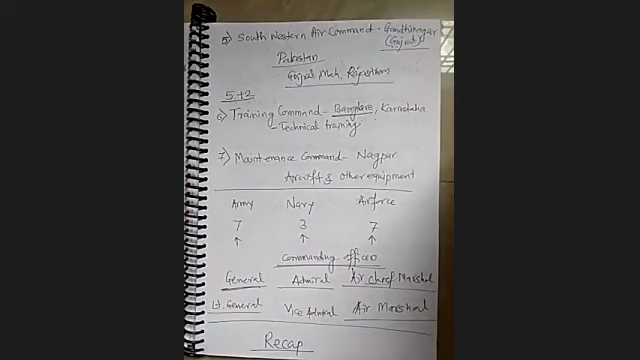 5) South Western Air Command - Gandhinagar
(Gujrat)
Pakistan
Gujrat, Mah, Rajasthan
5+2
6) Training Command - Banglore, Karnataka
- Technical training
7) Maintenance Command - Nagpur
Aircraft & other equipment
Army Navy Airforce
7 3 7
↑ ↑ ↑
Commanding officer
General Admiral Air Chief Marshal
Lt. General Vice Admiral Air Marshal
Recap